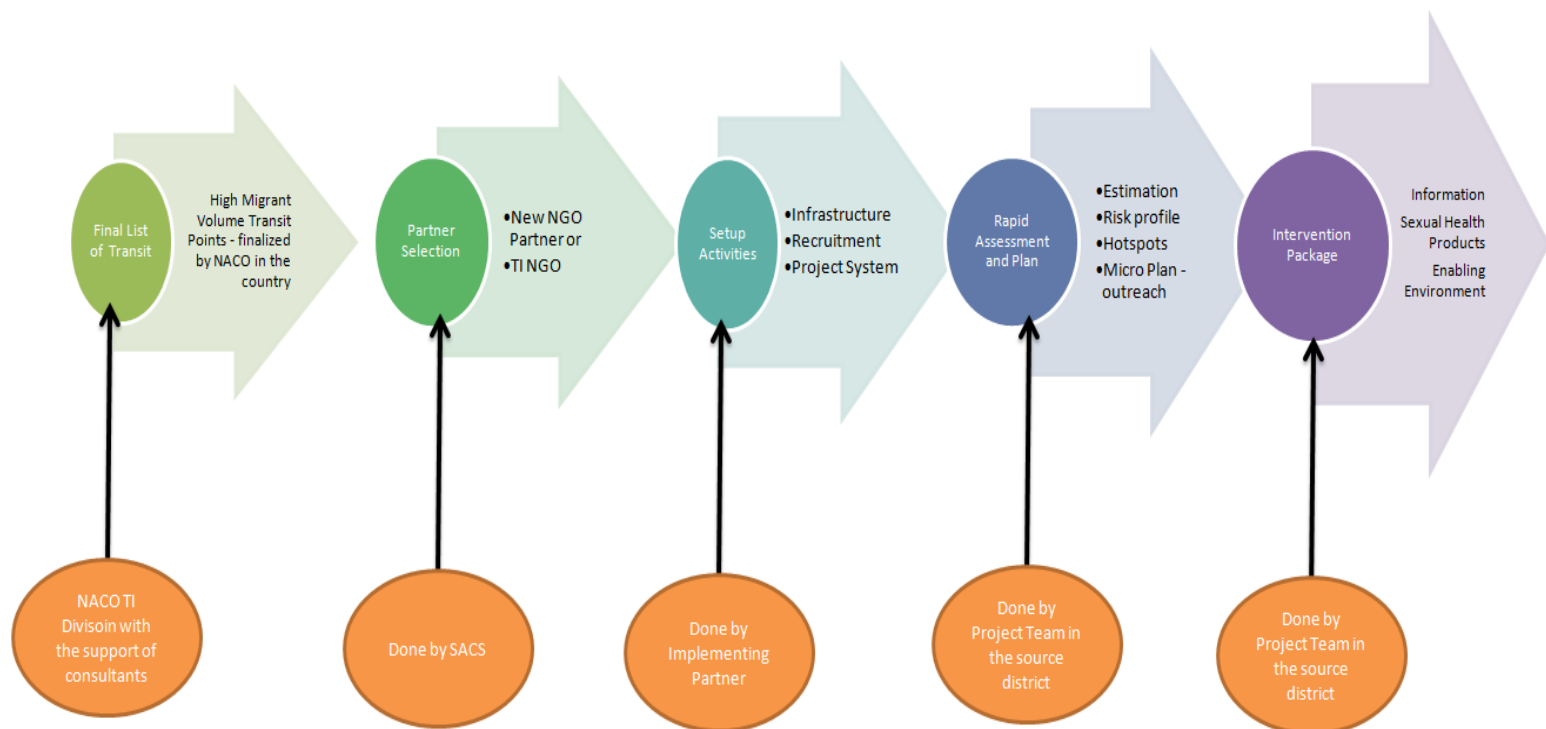 Final List
of Transit
High Migrant
Volume Transit
Points - finalized
by NACO in the
country
Partner
Selection
•New NGO
Partner or
•TI NGO
Setup
Activities
•Infrastructure
•Recruitment
•Project System
Rapid
Assessment
and Plan
•Estimation
•Risk profile
•Hotspots
•Micro Plan -
outreach
Intervention
Package
Information
Sexual Health
Products
Enabling
Environment
NACO TI
Divisoin with
the support of
consultants
Done by SACS
Done by
Implementing
Partner
Done by
Project Team in
the source
district
Done by
Project Team in
the source
district